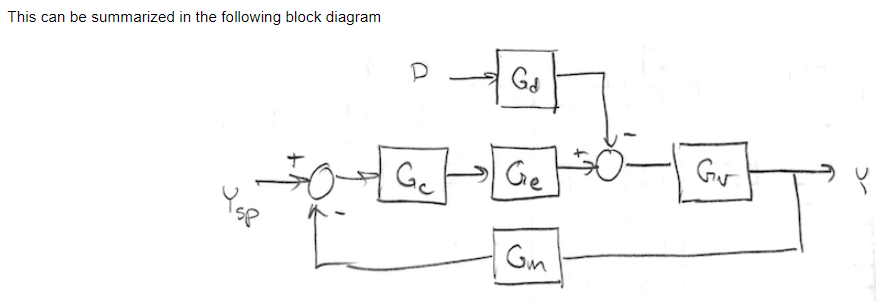 This can be summarized in the following block diagram
D Gd
+ Gc Ge + - Gv Y
Ysp -
Gm